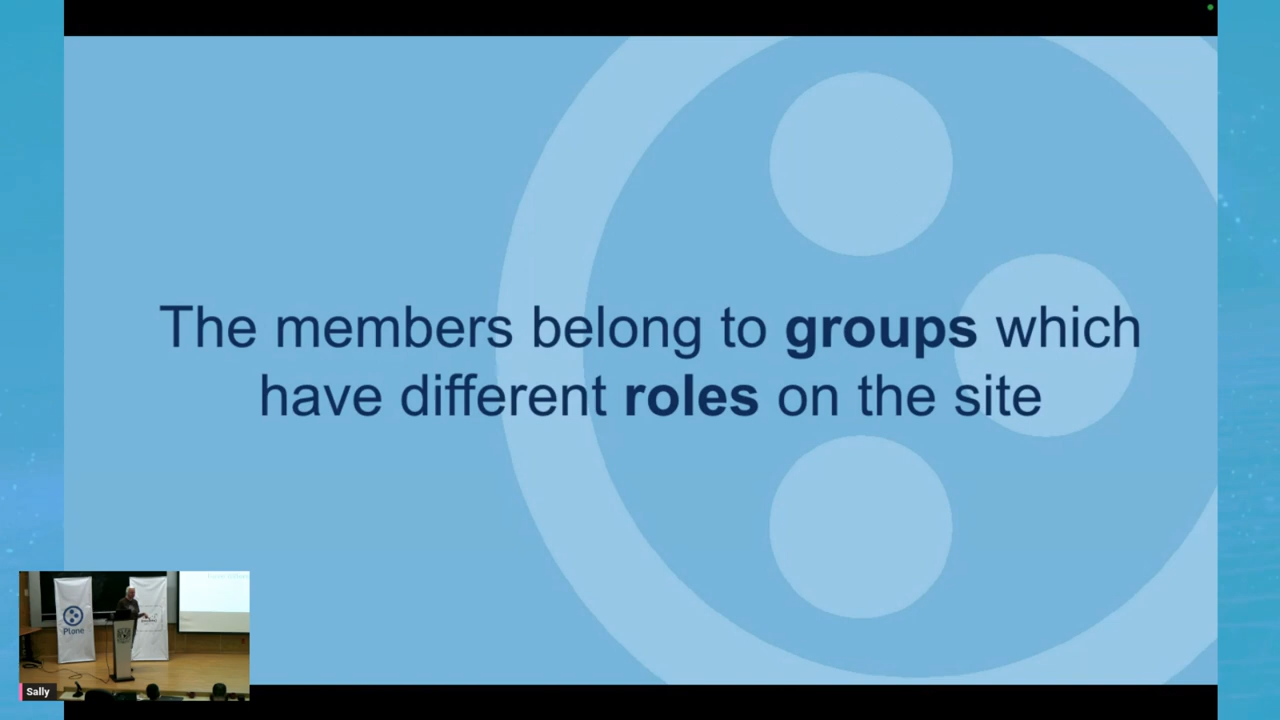 The members belong to groups which
have different roles on the site
Plone
Sally